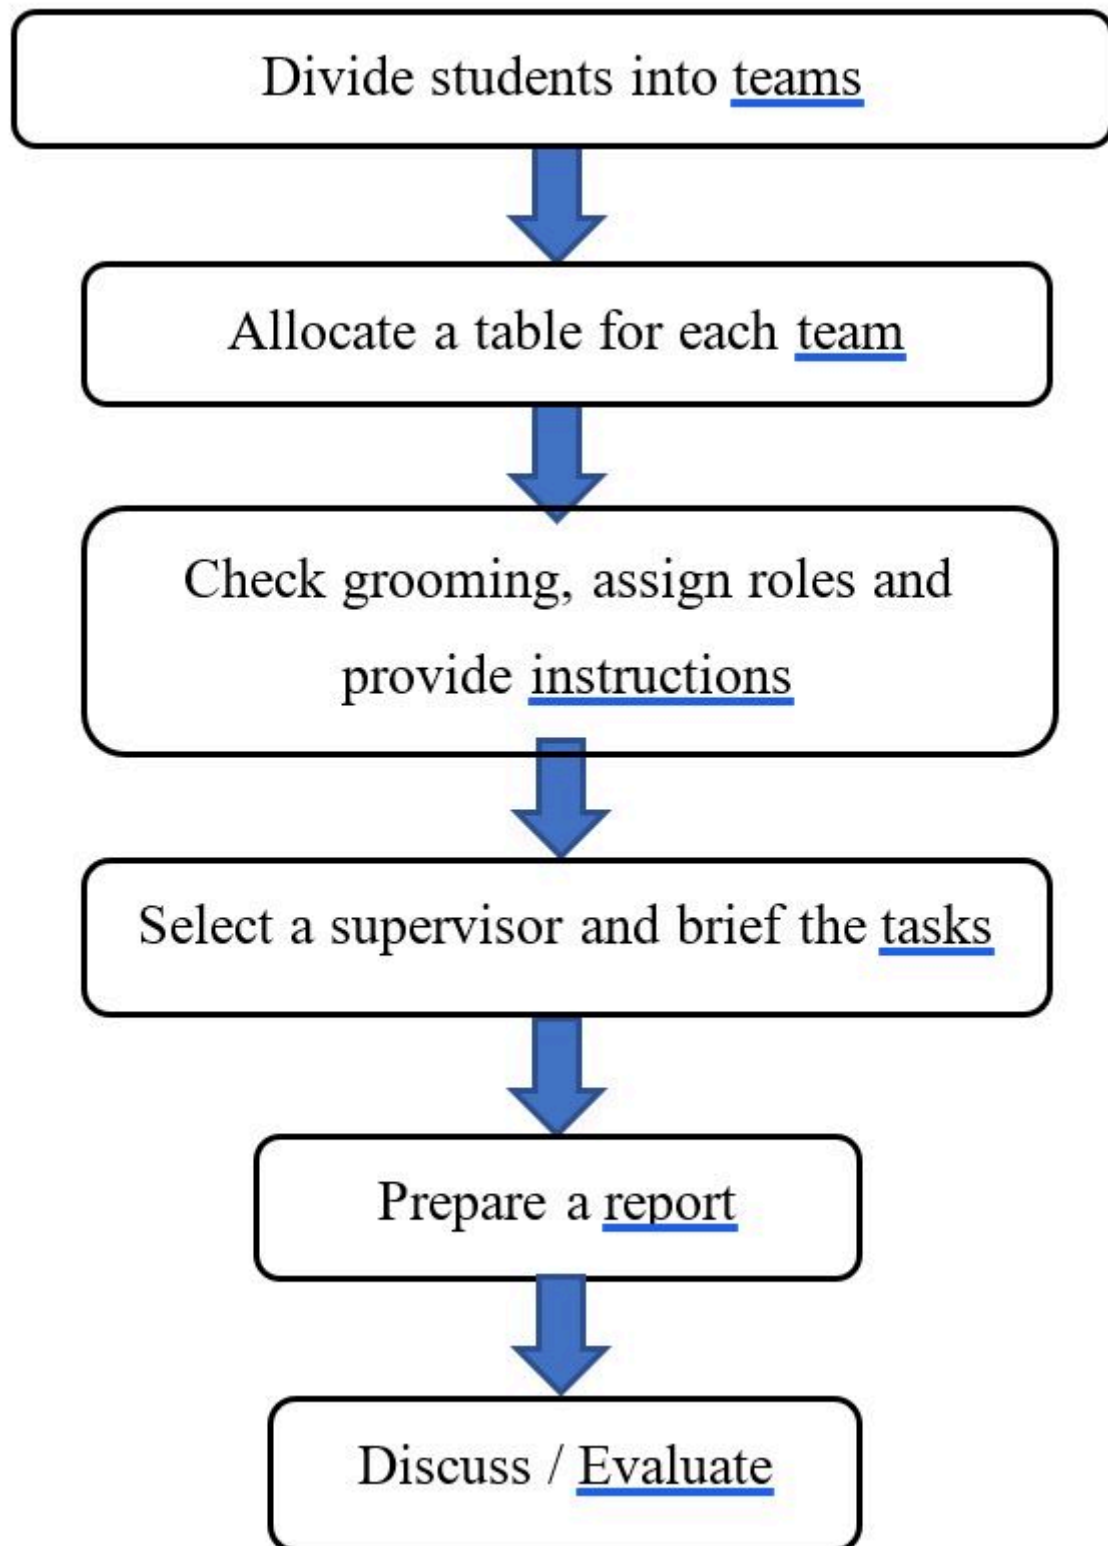 Divide students into teams
Allocate a table for each team
Check grooming, assign roles and
provide instructions
Select a supervisor and brief the tasks
Prepare a report
Discuss / Evaluate